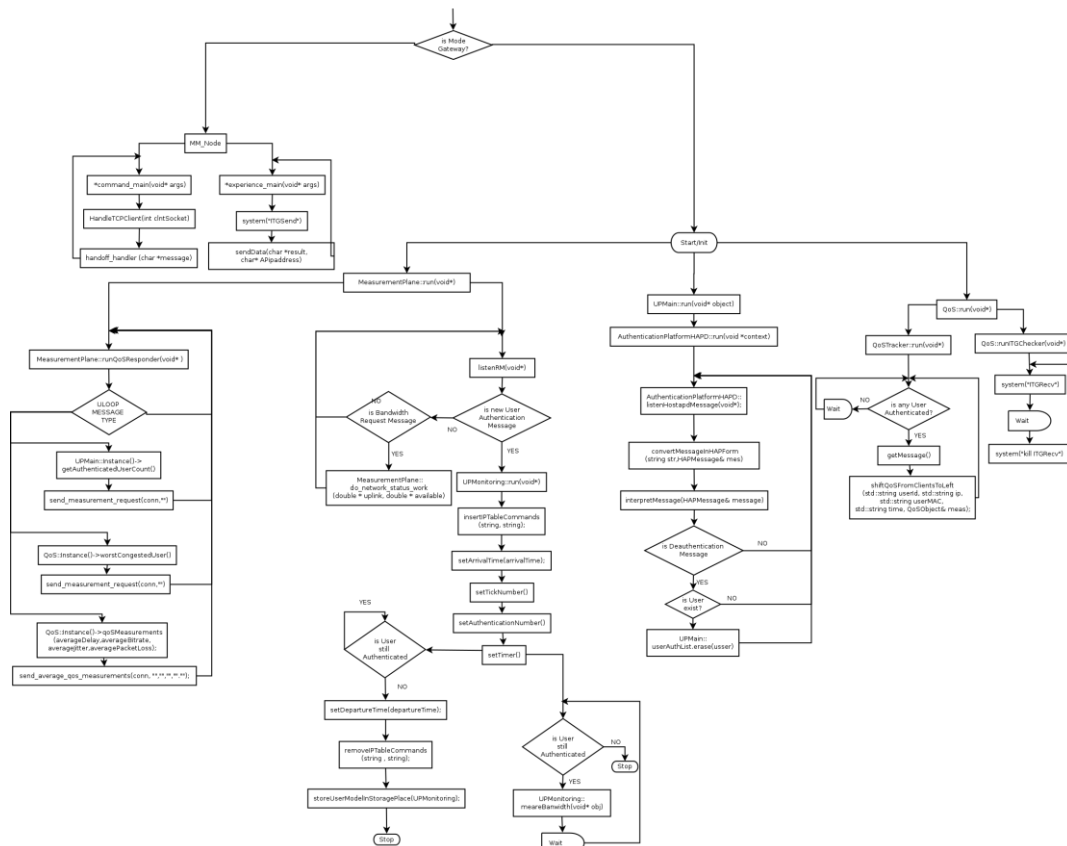 is Mode
Gateway?
MM_Node
*command_main(void* args)
*experience_main(void* args)
HandleTCPClient(int clntSocket)
system("ITGSend")
handoff_handler (char *message)
sendData(char *result,
char* APipaddress)
Start/Init
MeasurementPlane::run(void*)
UPMain::run(void* object)
QoS::run(void*)
AuthenticationPlatformHAPD::run(void *context)
QoSTracker::run(void*)
QoS::runITGChecker(void*)
MeasurementPlane::runQoSResponder(void* )
ULOOP
MESSAGE
TYPE
UPMain::Instance()->
getAuthenticatedUserCount()
send_measurement_request(conn,"")
QoS::Instance()->worstCongestedUser()
send_measurement_request(conn,"")
QoS::Instance()->qoSMeasurements
(averageDelay,averageBitrate,
averageJitter,averagePacketLoss);
send_average_qos_measurements(conn, "","","","","");
listenRM(void*)
NO
is Bandwidth
Request Message
NO
is new User
Authentication
Message
YES
YES
MeasurementPlane::
do_network_status_work
(double * uplink, double * available)
UPMonitoring::run(void*)
insertIPTableCommands
(string, string);
setArrivalTime(arrivalTime);
setTickNumber()
setAuthenticationNumber()
setTimer()
YES
is User
still
Authenticated
NO
setDepartureTime(departureTime);
removeIPTableCommands
(string , string);
storeUserModelInStoragePlace(UPMonitoring);
Stop
is User
still
Authenticated
NO
Stop
YES
UPMonitoring::
meareBanwidth(void* obj)
Wait
AuthenticationPlatformHAPD::
listenHostapdMessage(void*);
convertMessageInHAPForm
(string str,HAPMessage& mes)
interpretMessage(HAPMessage& message)
is Deauthentication
Message
NO
YES
is User
exist?
NO
YES
UPMain::
userAuthList.erase(usser)
Wait
NO
is any User
Authenticated?
YES
getMessage()
shiftQoSFromClientsToLeft
(std::string userId, std::string ip,
std::string userMAC,
std::string time, QoSObject& meas);
system("ITGRecv")
Wait
system("kill ITGRecv")